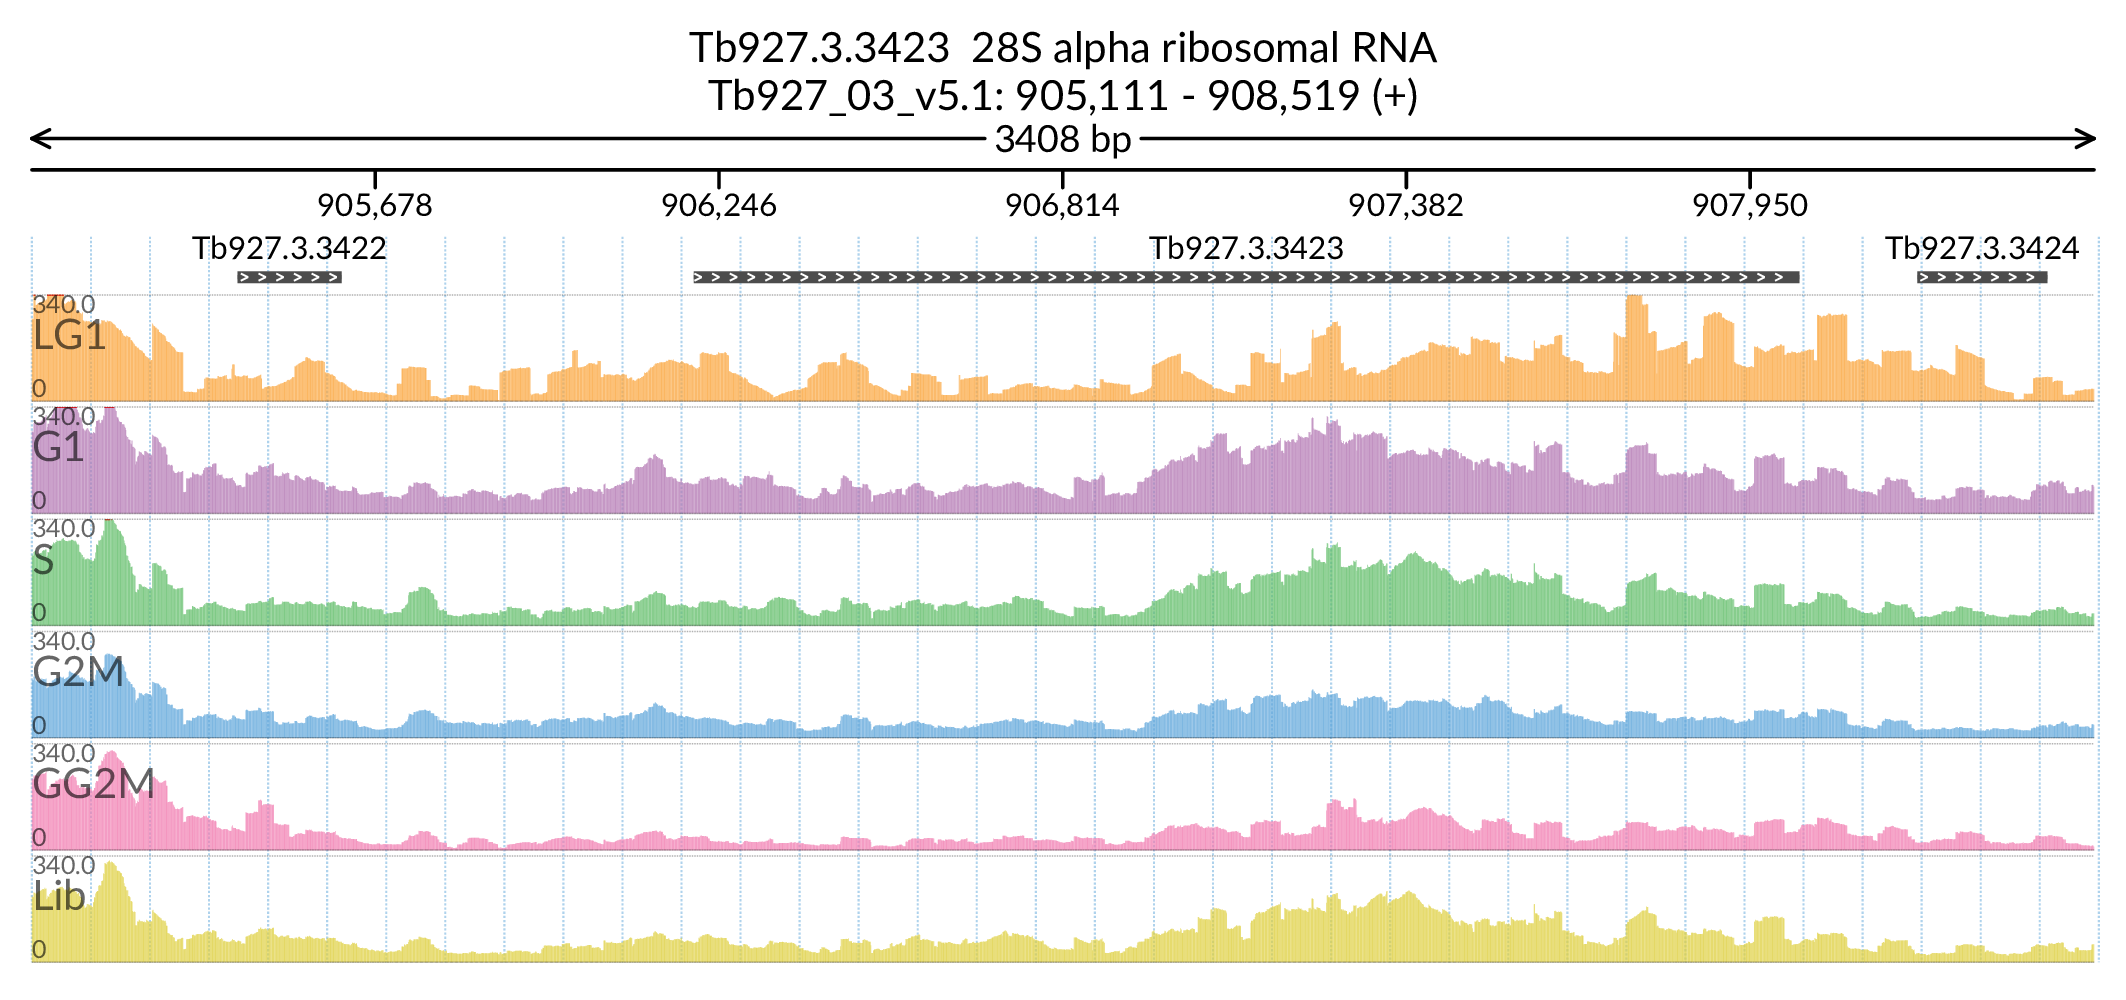 Tb927.3.3423  28S alpha ribosomal RNA
Tb927_03_v5.1: 905,111 - 908,519 (+)
3408 bp
905,678 906,246 906,814 907,382 907,950
Tb927.3.3422 Tb927.3.3423 Tb927.3.3424
340.0
LG1
0
340.0
G1
0
340.0
S
0
340.0
G2M
0
340.0
GG2M
0
340.0
Lib
0